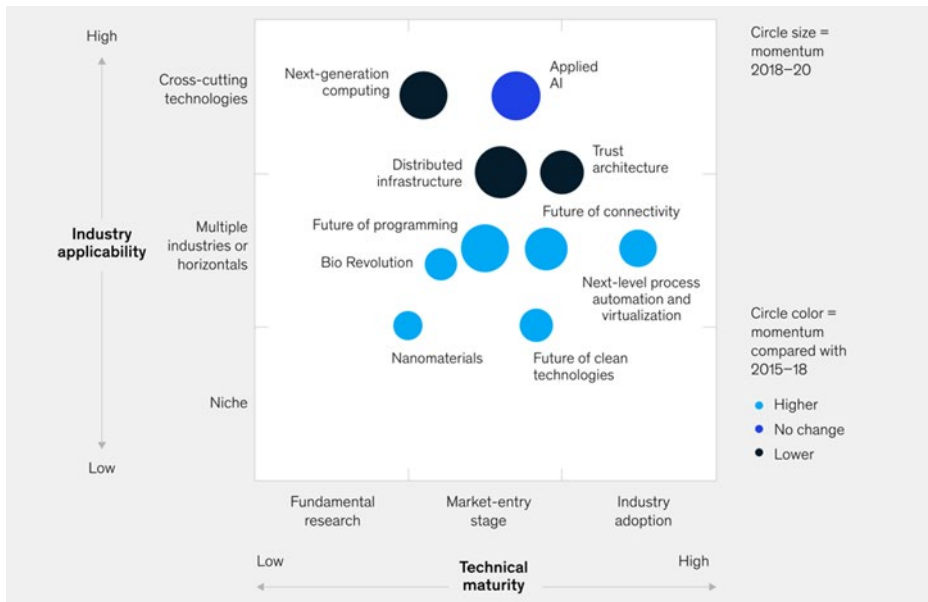 High
Cross-cutting
technologies
Industry
applicability
Multiple
industries or
horizontals
Niche
Low
Next-generation
computing
Applied
AI
Distributed
infrastructure
Trust
architecture
Future of programming
Future of connectivity
Bio Revolution
Next-level process
automation and
virtualization
Nanomaterials
Future of clean
technologies
Circle size =
momentum
2018–20
Circle color =
momentum
compared with
2015–18
Higher
No change
Lower
Fundamental
research
Market-entry
stage
Industry
adoption
Low
Technical
maturity
High